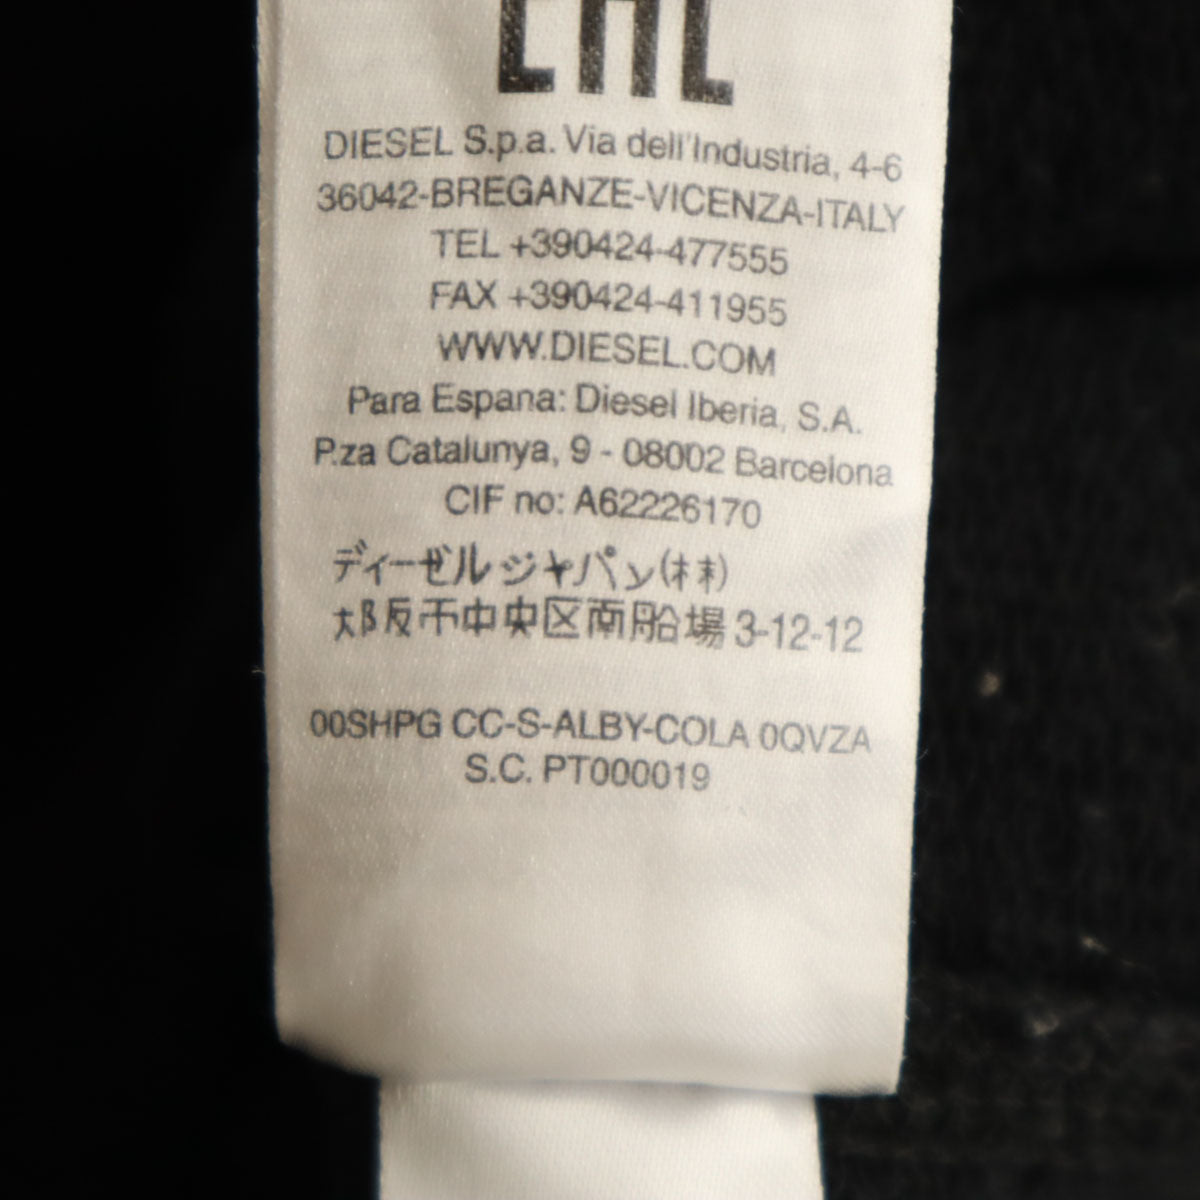 EAC
DIESEL S.p.a. Via dell'Industria, 4-6
36042-BREGANZE-VICENZA-ITALY
TEL +390424-477555
FAX +390424-411955
WWW.DIESEL.COM
Para Espana: Diesel Iberia, S.A.
P.za Catalunya, 9 - 08002 Barcelona
CIF no: A62226170
ディーゼルジャパン(株)
大阪市中央区南船場 3-12-12
00SHPG CC-S-ALBY-COLA 0QVZA
S.C. PT000019